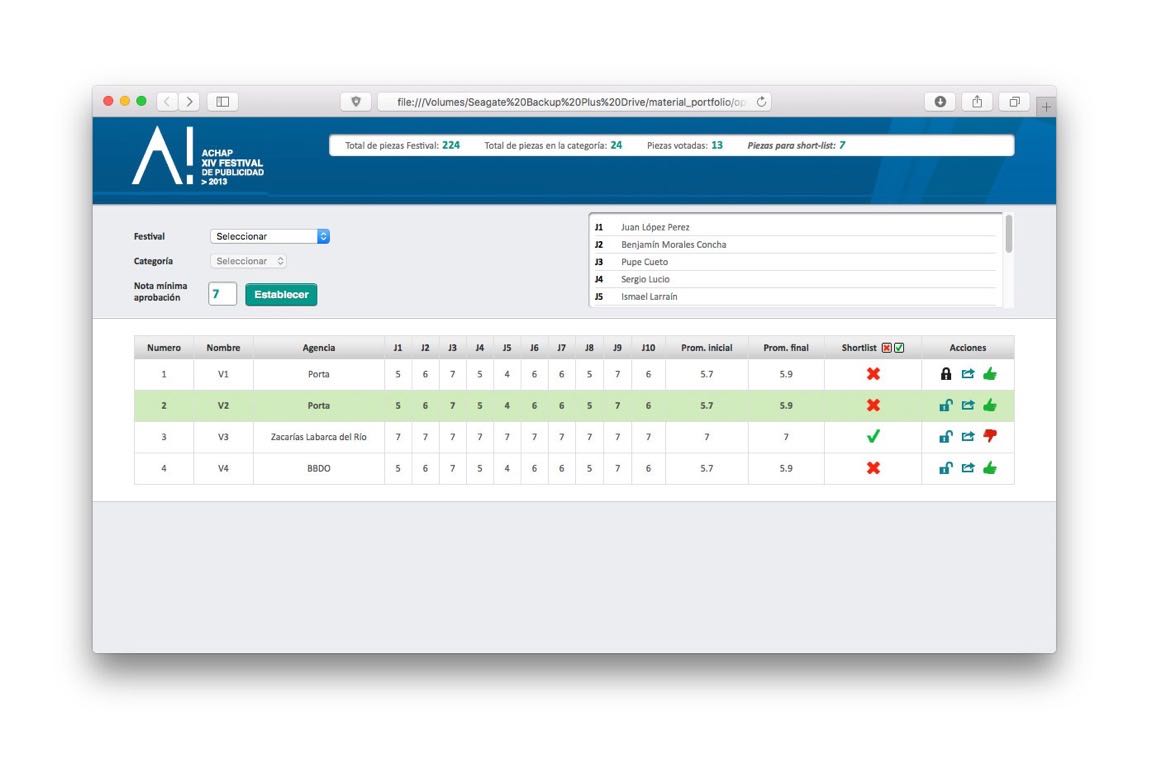 file:///Volumes/Seagate%20Backup%20Plus%20Drive/material_portfolio/op
A!
ACHAP
XIV FESTIVAL
DE PUBLICIDAD
> 2013
Total de piezas Festival: 224 Total de piezas en la categoría: 24 Piezas votadas: 13 Piezas para short-list: 7
Festival Seleccionar
Categoría Seleccionar
Nota mínima
aprobación
7 Establecer
J1 Juan López Perez
J2 Benjamín Morales Concha
J3 Pupe Cueto
J4 Sergio Lucio
J5 Ismael Larraín
Numero Nombre Agencia J1 J2 J3 J4 J5 J6 J7 J8 J9 J10 Prom. inicial Prom. final Shortlist Acciones
1 V1 Porta 5 6 7 5 4 6 6 5 7 6 5.7 5.9
2 V2 Porta 5 6 7 5 4 6 6 5 7 6 5.7 5.9
3 V3 Zacarías Labarca del Río 7 7 7 7 7 7 7 7 7 7 7 7
4 V4 BBDO 5 6 7 5 4 6 6 5 7 6 5.7 5.9